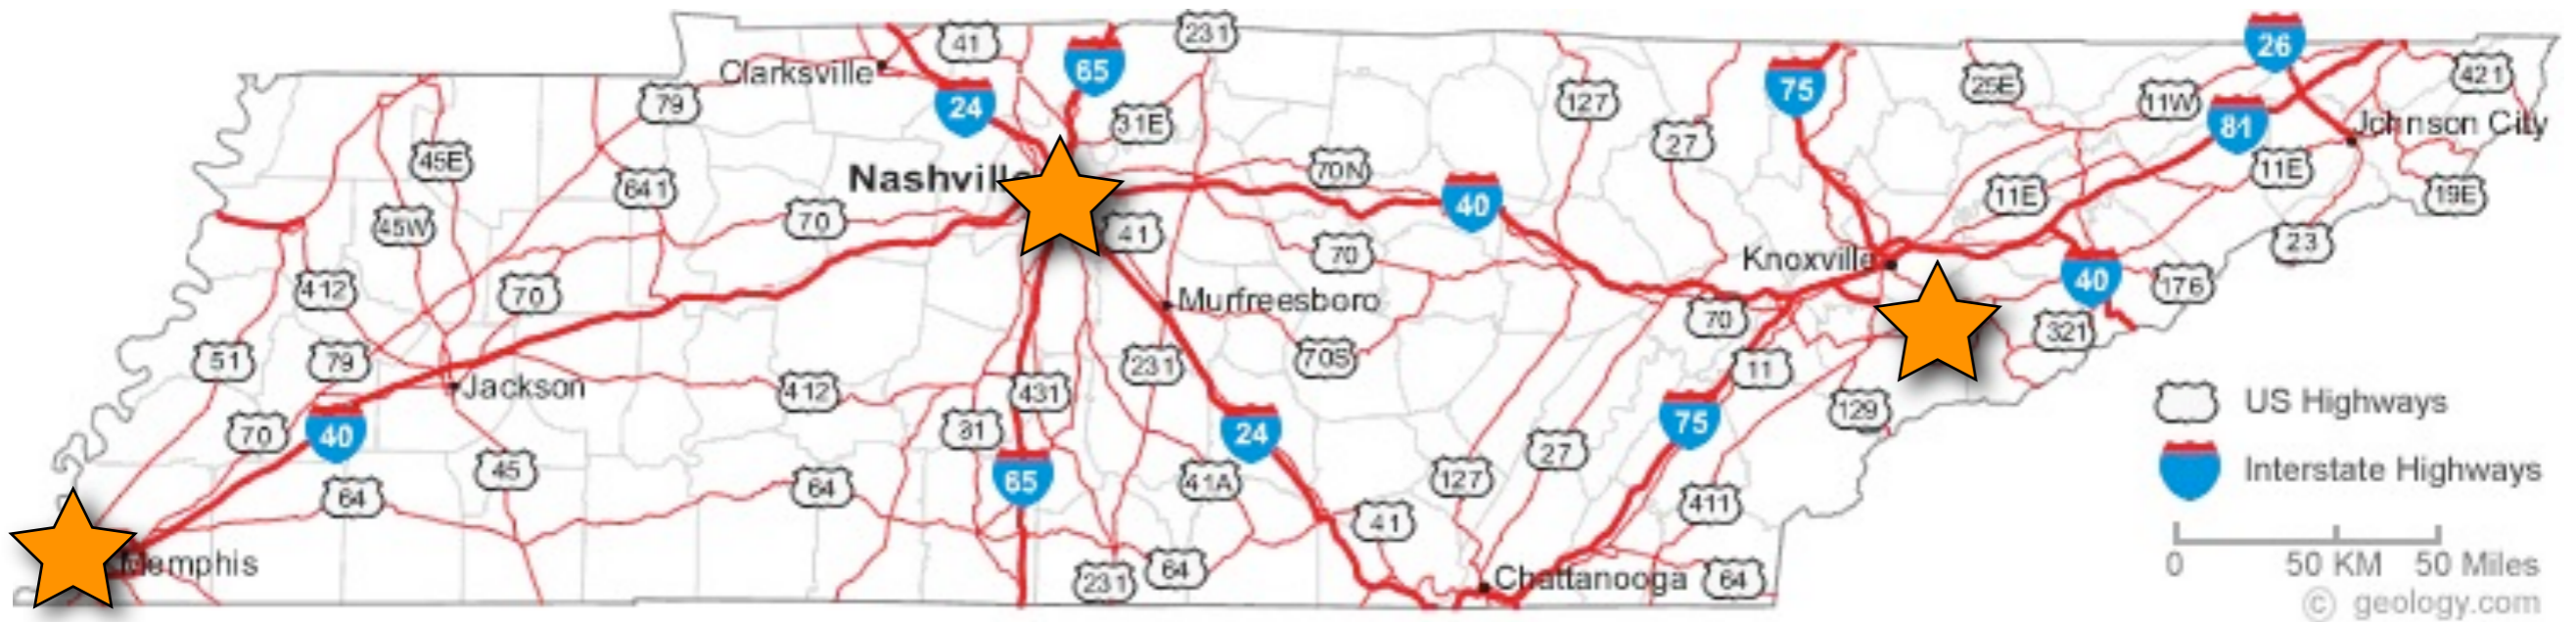 231
26
41
65
421
Clarksville
75
25E
79
24
127
11W
31E
81
Johnson City
27
45E
70N
11E
Nashville
641
11E
40
19E
70
45W
41
23
70
Knoxville
40
176
412
70
Murfreesboro
70
321
51
79
70S
231
11
Jackson
412
431
US Highways
129
75
70
40
31
24
27
Interstate Highways
45
65
41A
127
64
64
411
41
50 KM
50 Miles
0
Memphis
231
64
Chattanooga
64
© geology.com